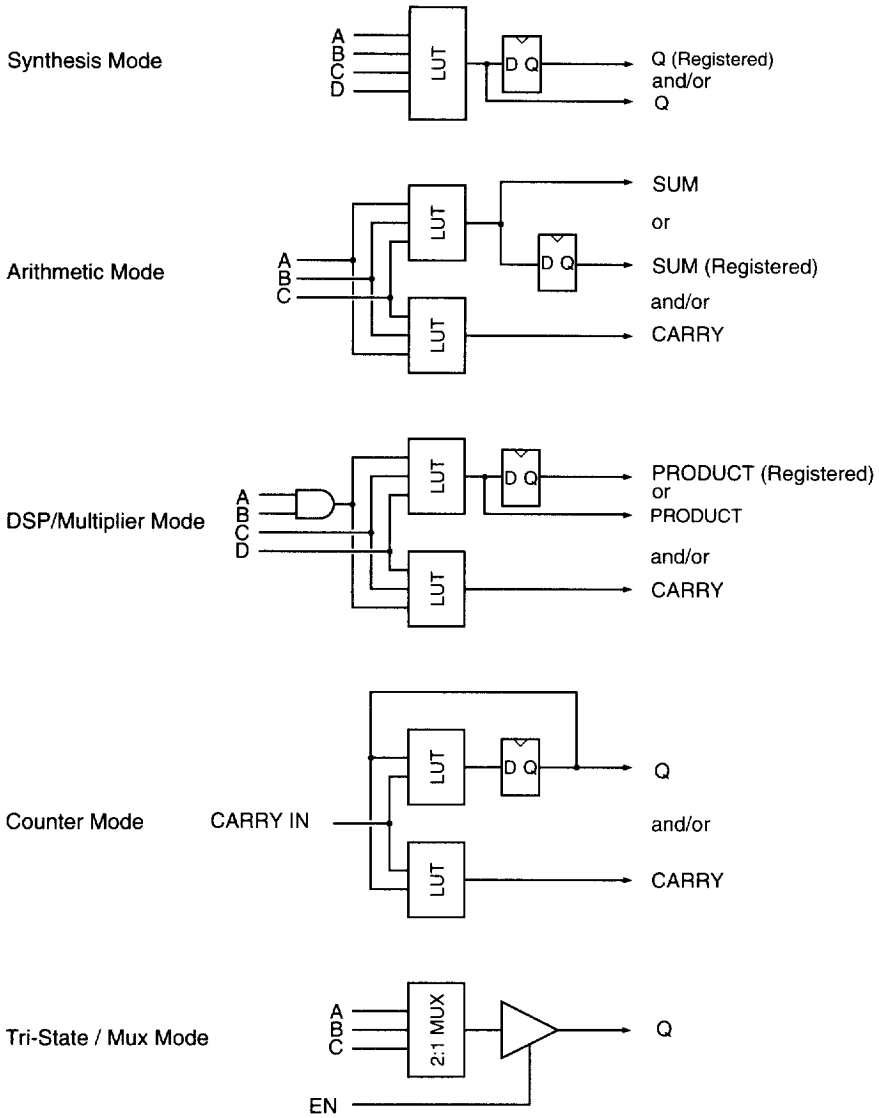 Synthesis Mode
A
B
C
D
LUT
D Q
Q (Registered)
and/or
Q
Arithmetic Mode
A
B
C
LUT
LUT
D Q
SUM
or
SUM (Registered)
and/or
CARRY
DSP/Multiplier Mode
A
B
C
D
LUT
LUT
D Q
PRODUCT (Registered)
or
PRODUCT
and/or
CARRY
Counter Mode
CARRY IN
LUT
LUT
D Q
Q
and/or
CARRY
Tri-State / Mux Mode
A
B
C
2:1 MUX
Q
EN